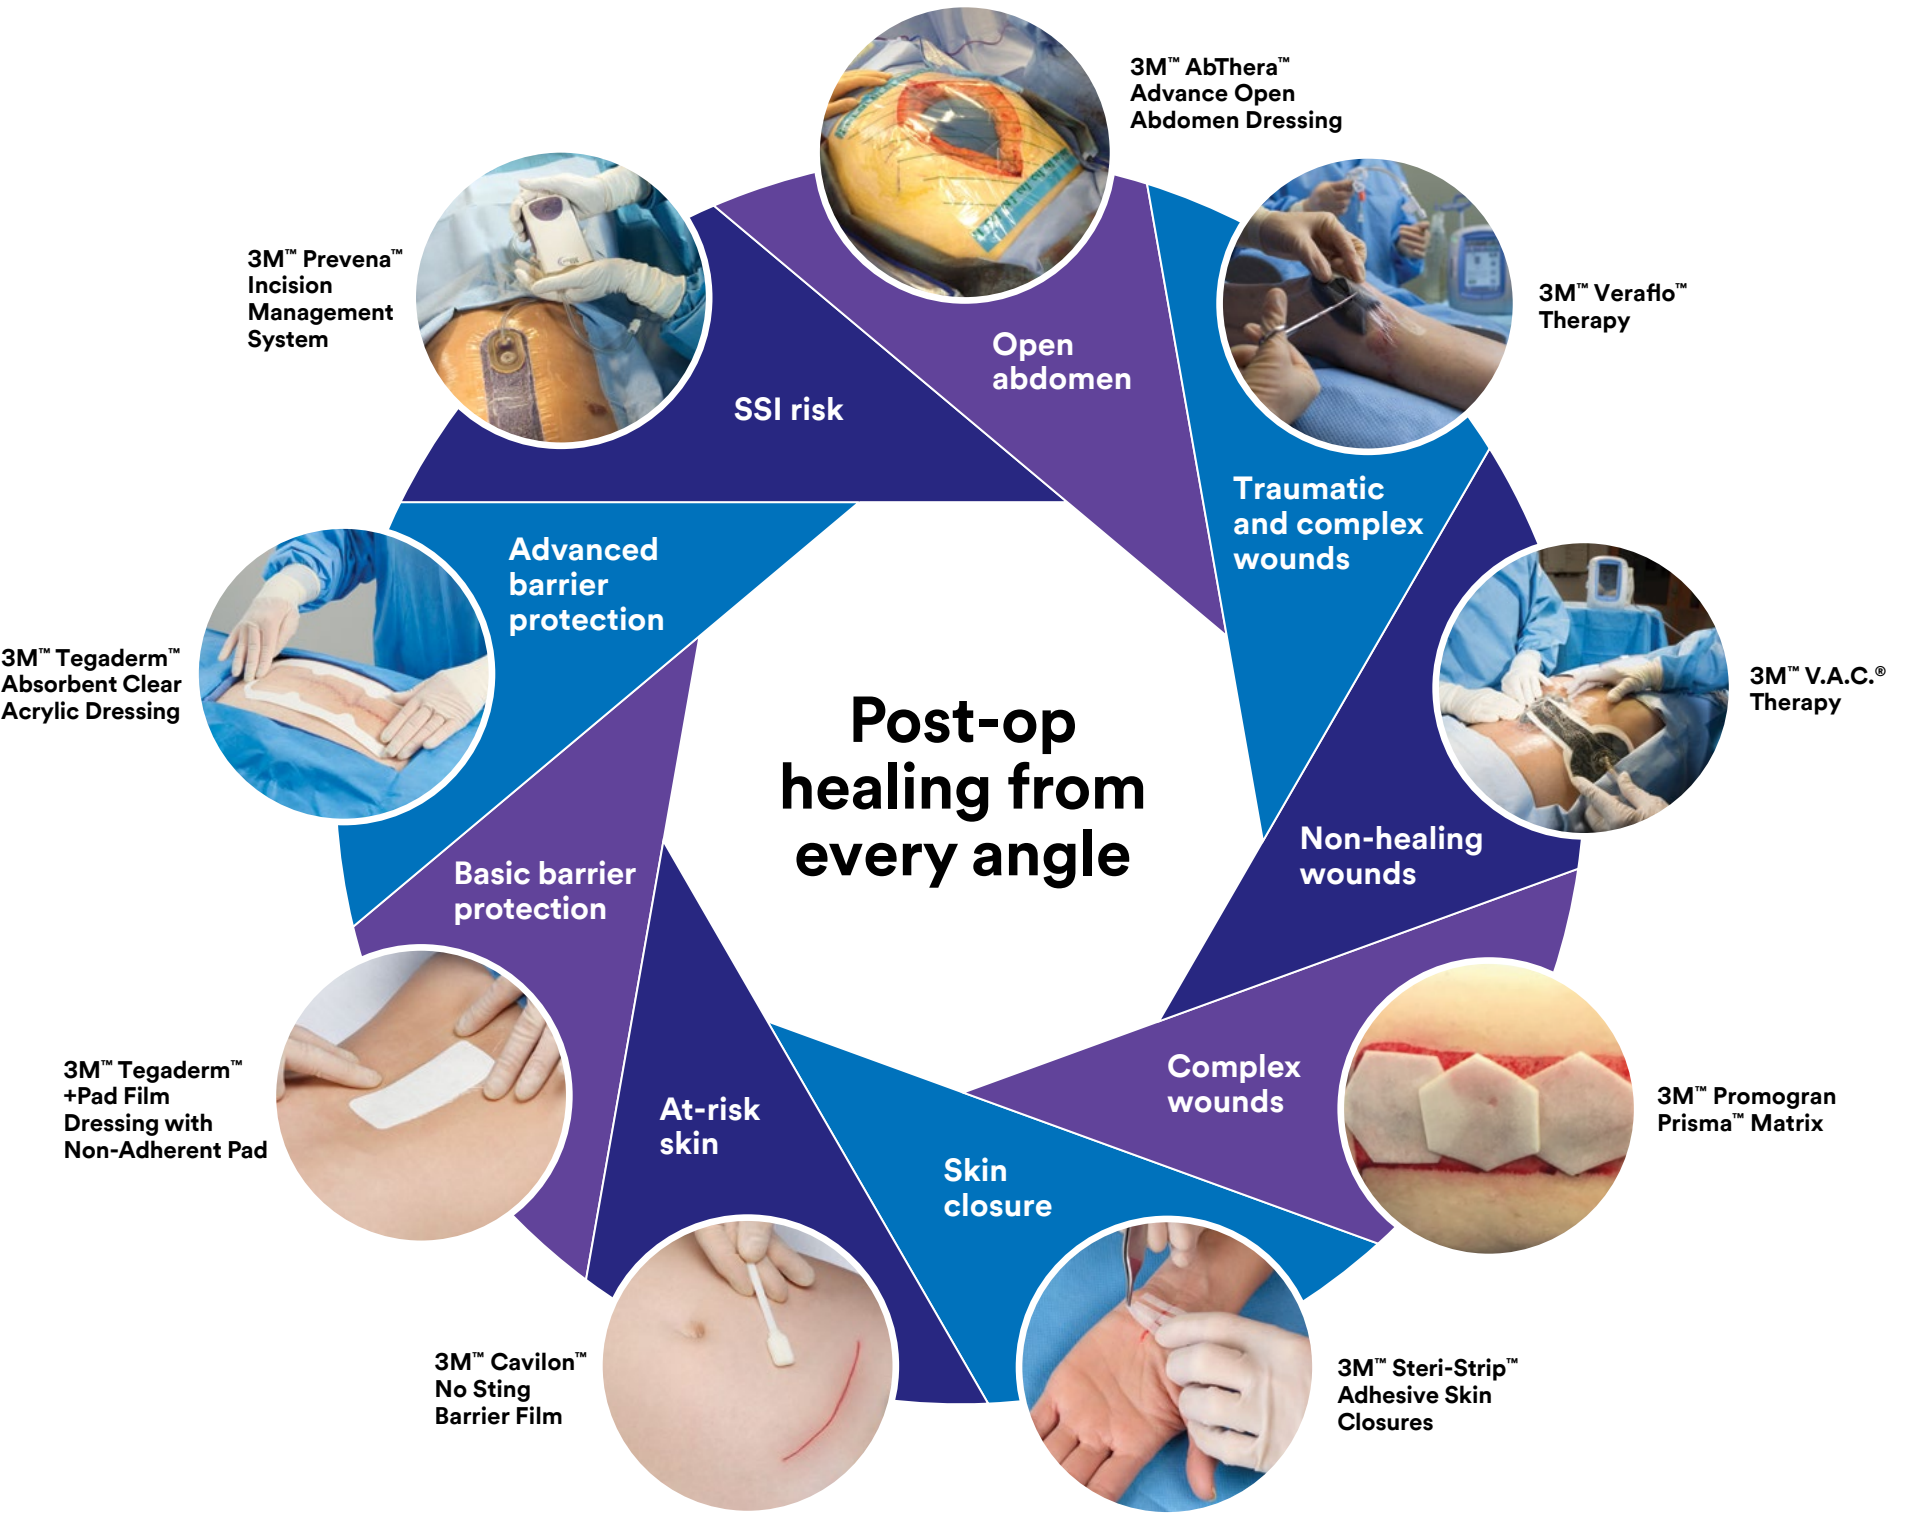 3M™ AbThera™
Advance Open
Abdomen Dressing
3M™ Prevena™
Incision
Management
System
3M™ Veraflo™
Therapy
Open
abdomen
SSI risk
Traumatic
and complex
wounds
Advanced
barrier
protection
3M™ Tegaderm™
Absorbent Clear
Acrylic Dressing
3M™ V.A.C.®
Therapy
Post-op
healing from
every angle
Non-healing
wounds
Basic barrier
protection
Complex
wounds
3M™ Tegaderm™
+Pad Film
Dressing with
Non-Adherent Pad
At-risk
skin
3M™ Promogran
Prisma™ Matrix
Skin
closure
3M™ Cavilon™
No Sting
Barrier Film
3M™ Steri-Strip™
Adhesive Skin
Closures